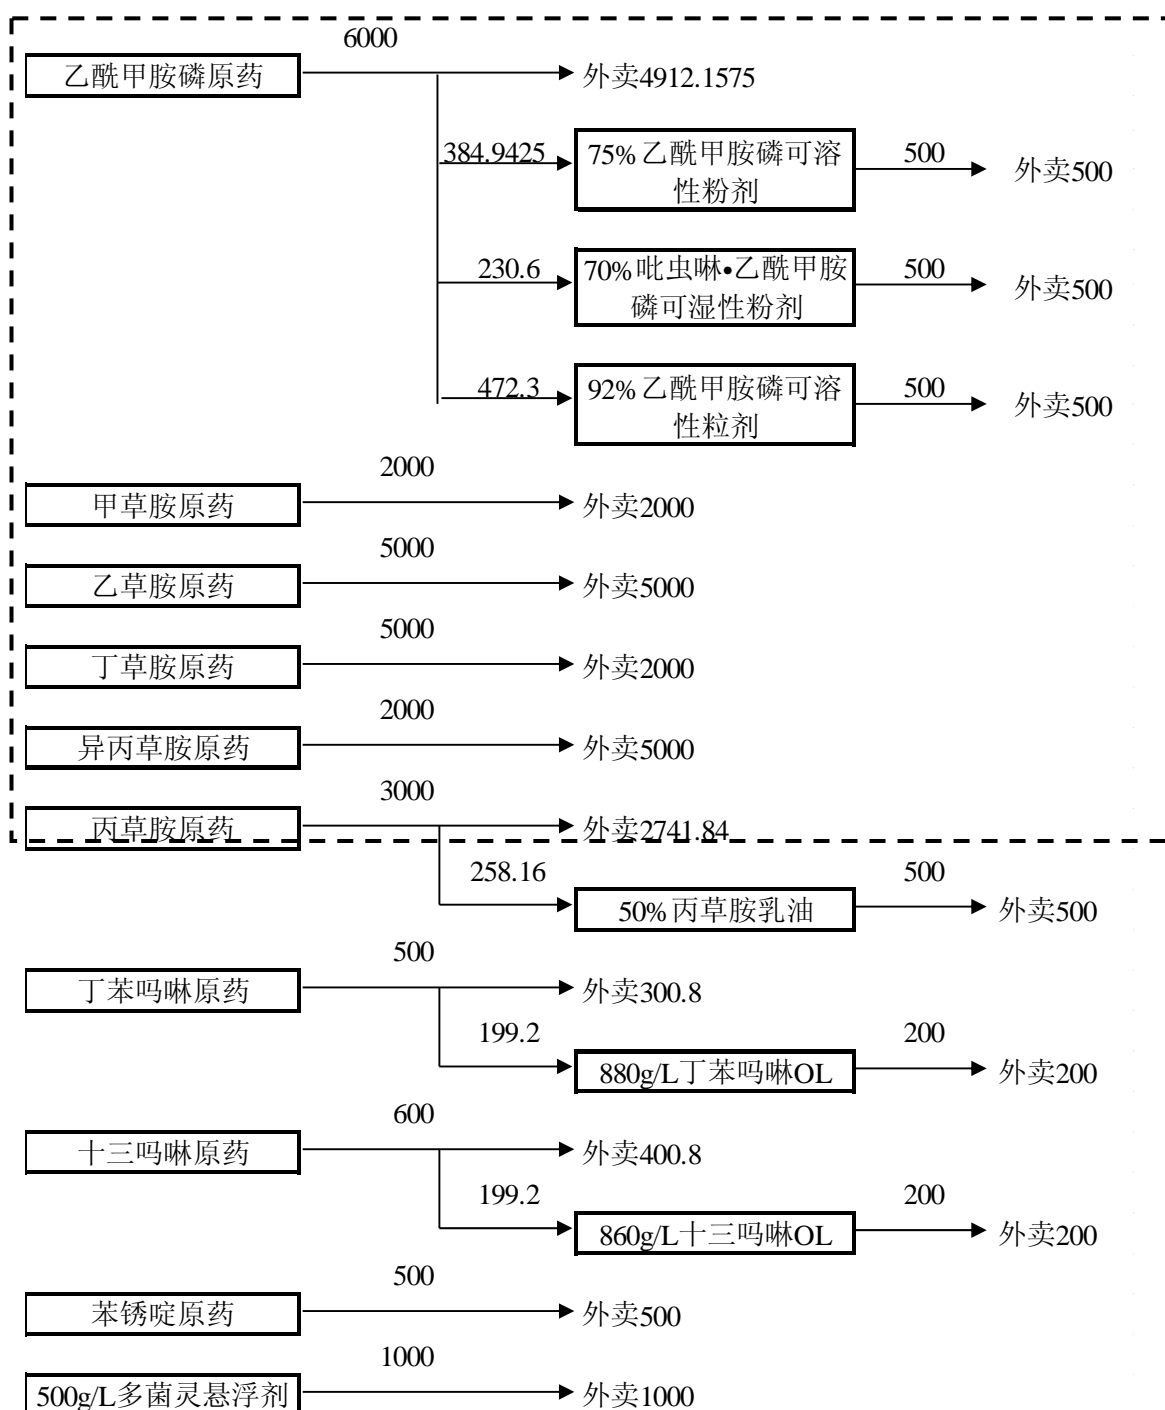 6000
乙酰甲胺磷原药
外卖4912.1575
384.9425
75%乙酰甲胺磷可溶
性粉剂
500
外卖500
230.6
70%吡虫啉•乙酰甲胺
磷可湿性粉剂
500
外卖500
472.3
92%乙酰甲胺磷可溶
性粒剂
500
外卖500
2000
甲草胺原药
外卖2000
5000
乙草胺原药
外卖5000
5000
丁草胺原药
外卖2000
2000
异丙草胺原药
外卖5000
3000
丙草胺原药
外卖2741.84
258.16
50%丙草胺乳油
500
外卖500
500
丁苯吗啉原药
外卖300.8
199.2
880g/L丁苯吗啉OL
200
外卖200
600
十三吗啉原药
外卖400.8
199.2
860g/L十三吗啉OL
200
外卖200
500
苯锈啶原药
外卖500
1000
500g/L多菌灵悬浮剂
外卖1000